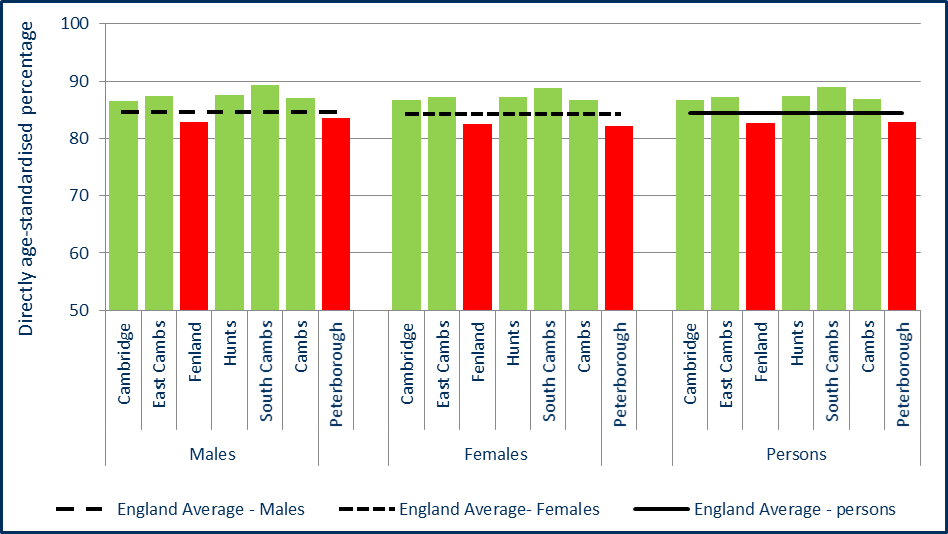 Directly age-standardised percentage
100
90
80
70
60
50
Cambridge
East Cambs
Fenland
Hunts
South Cambs
Cambs
Peterborough
Cambridge
East Cambs
Fenland
Hunts
South Cambs
Cambs
Peterborough
Cambridge
East Cambs
Fenland
Hunts
South Cambs
Cambs
Peterborough
Males
Females
Persons
England Average - Males
England Average- Females
England Average - persons